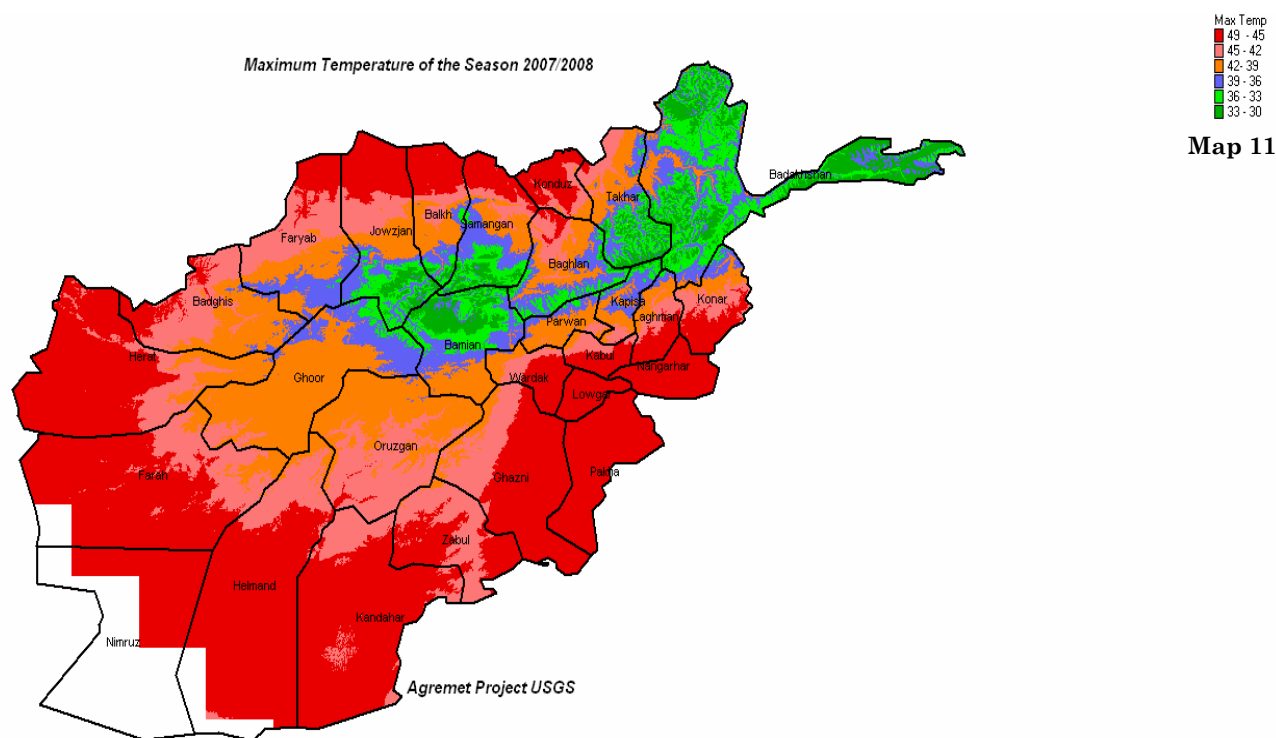 Max Temp
49 - 45
45 - 42
42- 39
39 - 36
36 - 33
33 - 30
Map 11
Maximum Temperature of the Season 2007/2008
Badakhshan
Konduz
Takhar
Balkh
Samangan
Jowzjan
Faryab
Baghlan
Badghis
Kapisa
Konar
Laghman
Parwan
Bamian
Herat
Kabul
Nangarhar
Ghoor
Wardak
Lowgar
Oruzgan
Farah
Ghazni
Zabul
Helmand
Kandahar
Nimruz
Agremet Project USGS